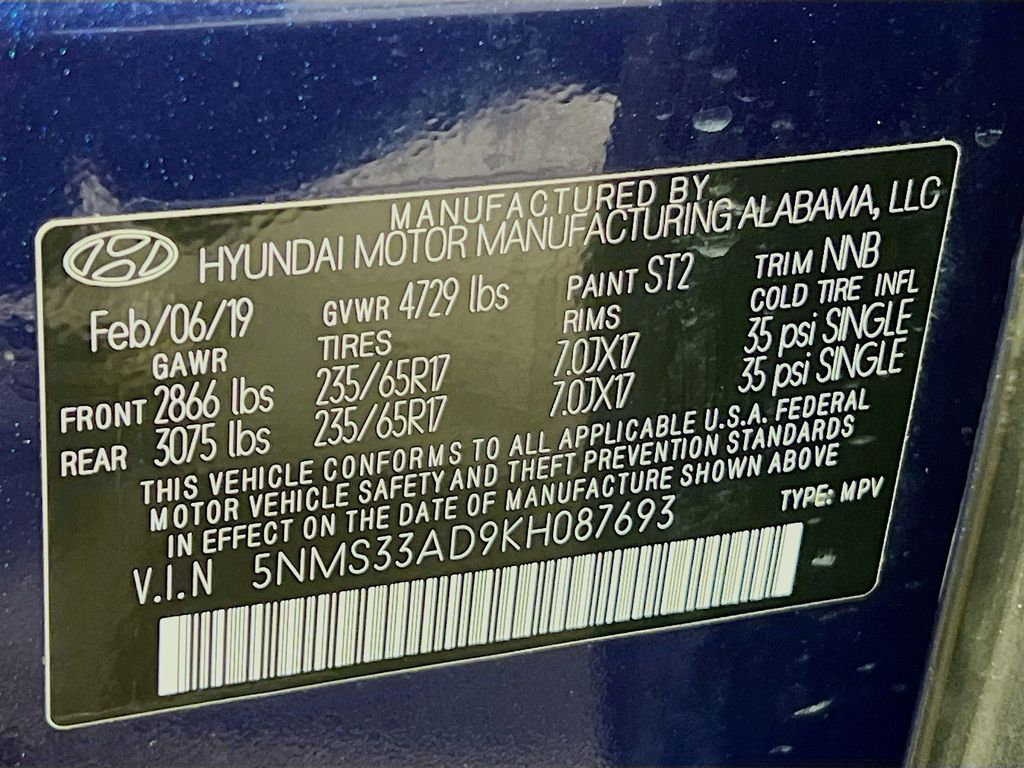 MANUFACTURED BY.
HYUNDAI MOTOR MANUFACTURING ALABAMA, LLC
Feb/06/19 GVWR 4729 lbs PAINT ST2 TRIM NNB
GAWR TIRES RIMS COLD TIRE INFL
FRONT 2866 lbs 235/65R17 7.0JX17 35 psi SINGLE
REAR 3075 lbs 235/65R17 7.0JX17 35 psi SINGLE
THIS VEHICLE CONFORMS TO ALL APPLICABLE U.S.A. FEDERAL
MOTOR VEHICLE SAFETY AND THEFT PREVENTION STANDARDS
IN EFFECT ON THE DATE OF MANUFACTURE SHOWN ABOVE
V.I.N 5NMS33AD9KH087693 TYPE: MPV